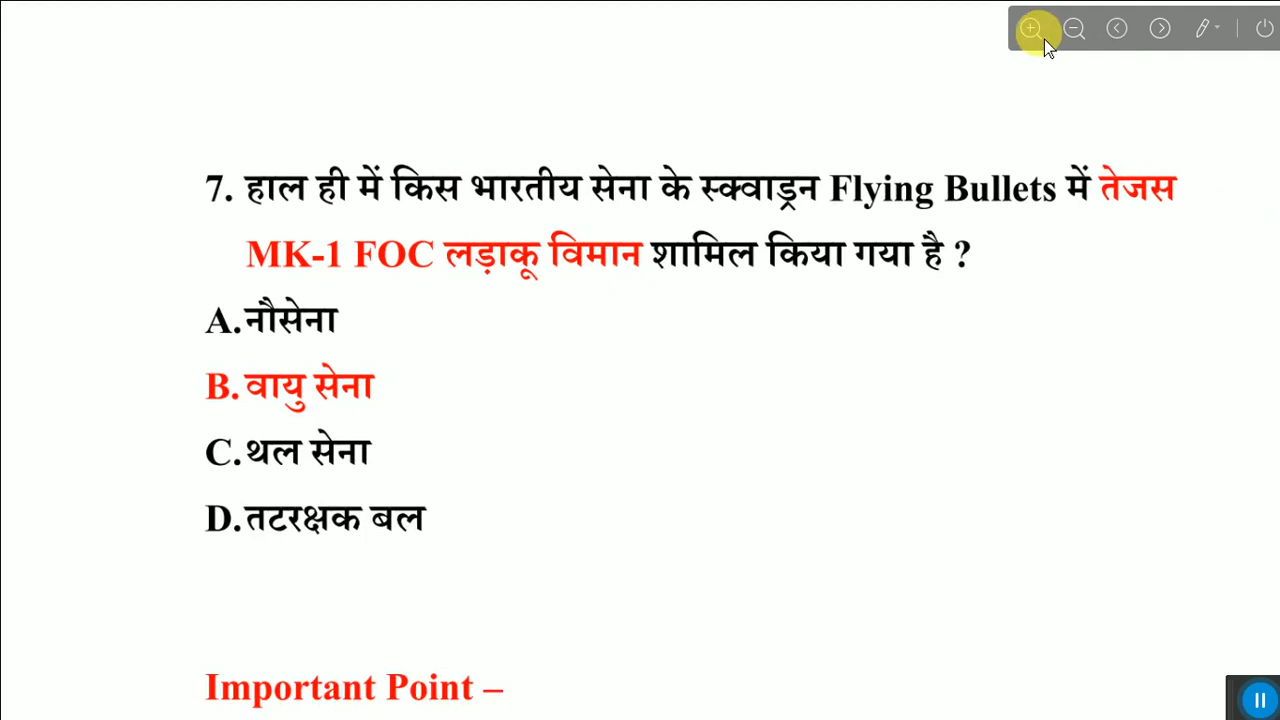 7. हाल ही में किस भारतीय सेना के स्क्वाड्रन Flying Bullets में तेजस
MK-1 FOC लड़ाकू विमान शामिल किया गया है ?
A.नौसेना
B.वायु सेना
C.थल सेना
D.तटरक्षक बल
Important Point –